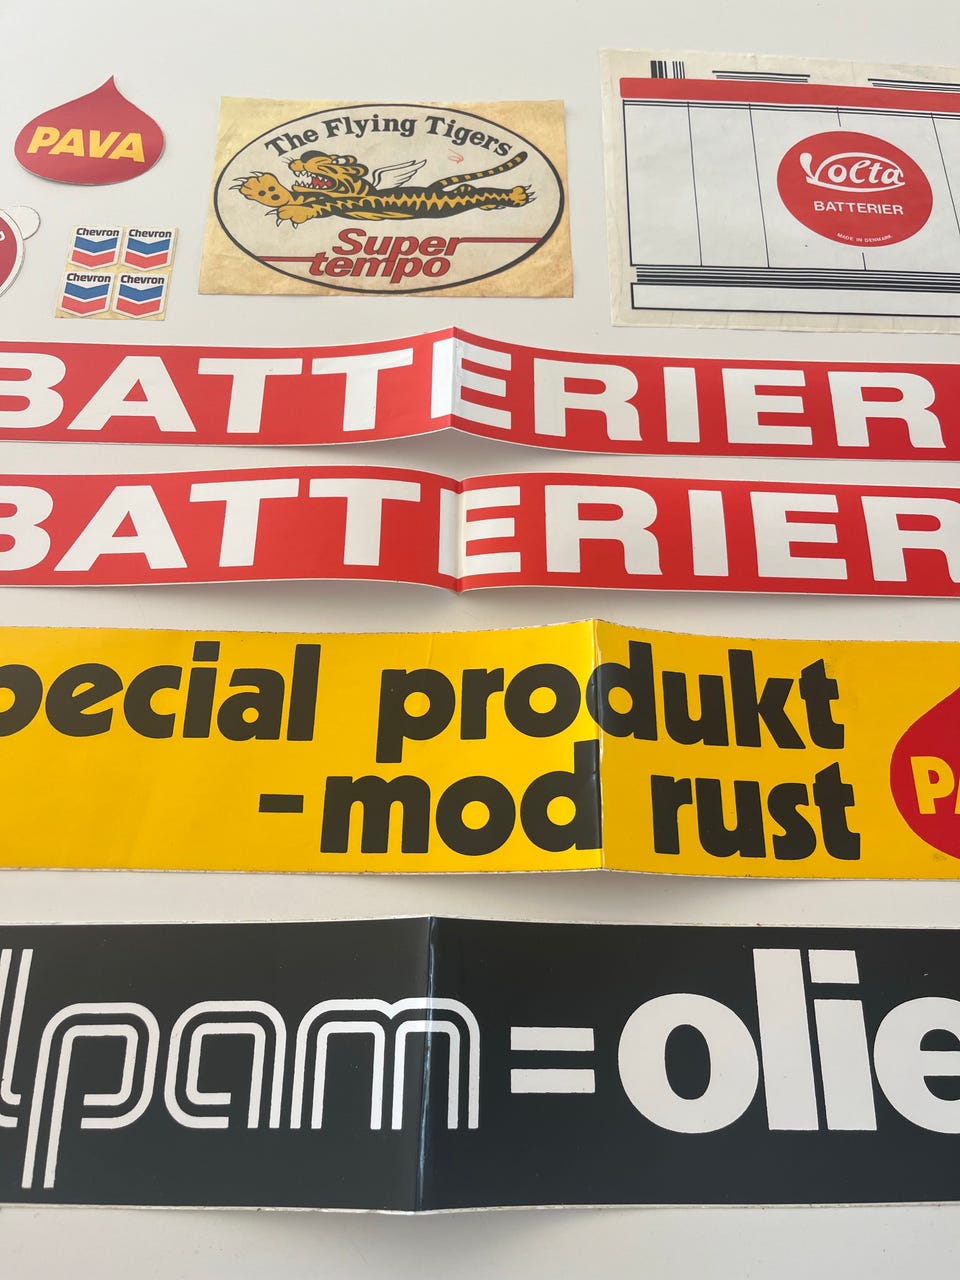 PAVA
The Flying Tigers
Super
tempo
Volta
BATTERIER
MADE IN DENMARK
Chevron Chevron
Chevron Chevron
BATTERIER
BATTERIER
pecial produkt
-mod rust
PA
lpam=olie